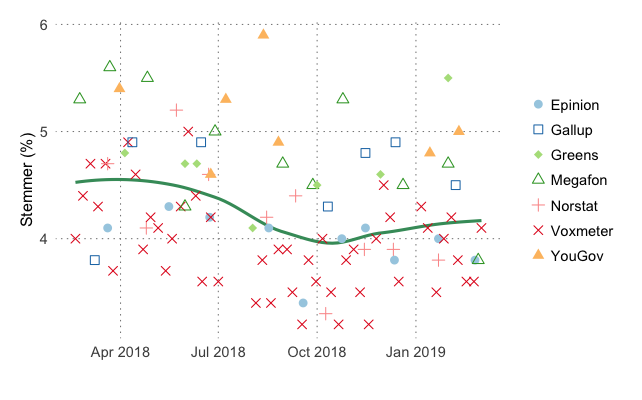 6
5
4
Stemmer (%)
Apr 2018
Jul 2018
Oct 2018
Jan 2019
Epinion
Gallup
Greens
Megafon
Norstat
Voxmeter
YouGov